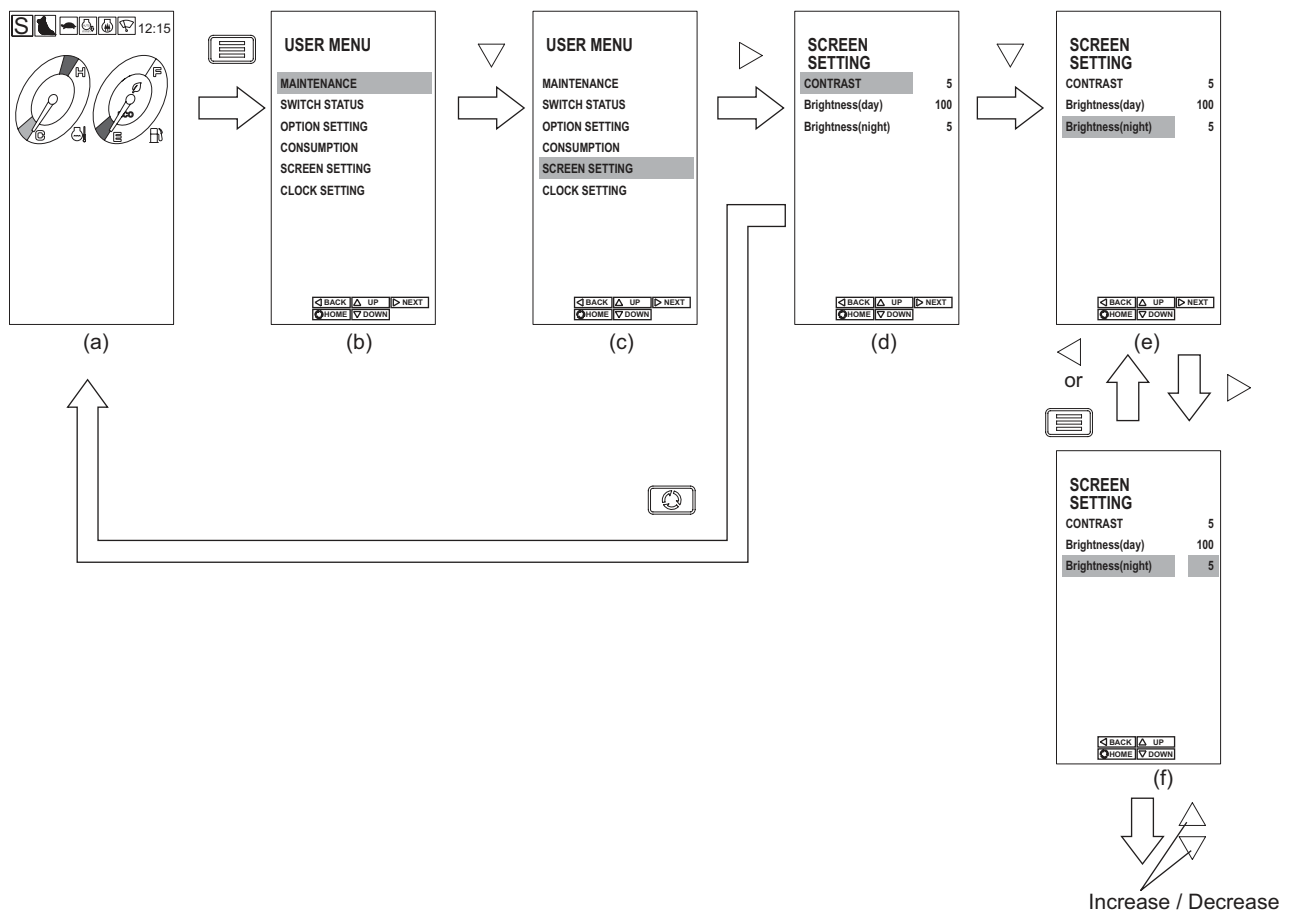 S 12:15
H F
ECO
C E
(a)
USER MENU
MAINTENANCE
SWITCH STATUS
OPTION SETTING
CONSUMPTION
SCREEN SETTING
CLOCK SETTING
BACK UP NEXT
HOME DOWN
(b)
USER MENU
MAINTENANCE
SWITCH STATUS
OPTION SETTING
CONSUMPTION
SCREEN SETTING
CLOCK SETTING
BACK UP NEXT
HOME DOWN
(c)
SCREEN
SETTING
CONTRAST 5
Brightness(day) 100
Brightness(night) 5
BACK UP NEXT
HOME DOWN
(d)
SCREEN
SETTING
CONTRAST 5
Brightness(day) 100
Brightness(night) 5
BACK UP NEXT
HOME DOWN
(e)
or
SCREEN
SETTING
CONTRAST 5
Brightness(day) 100
Brightness(night) 5
BACK UP
HOME DOWN
(f)
Increase / Decrease